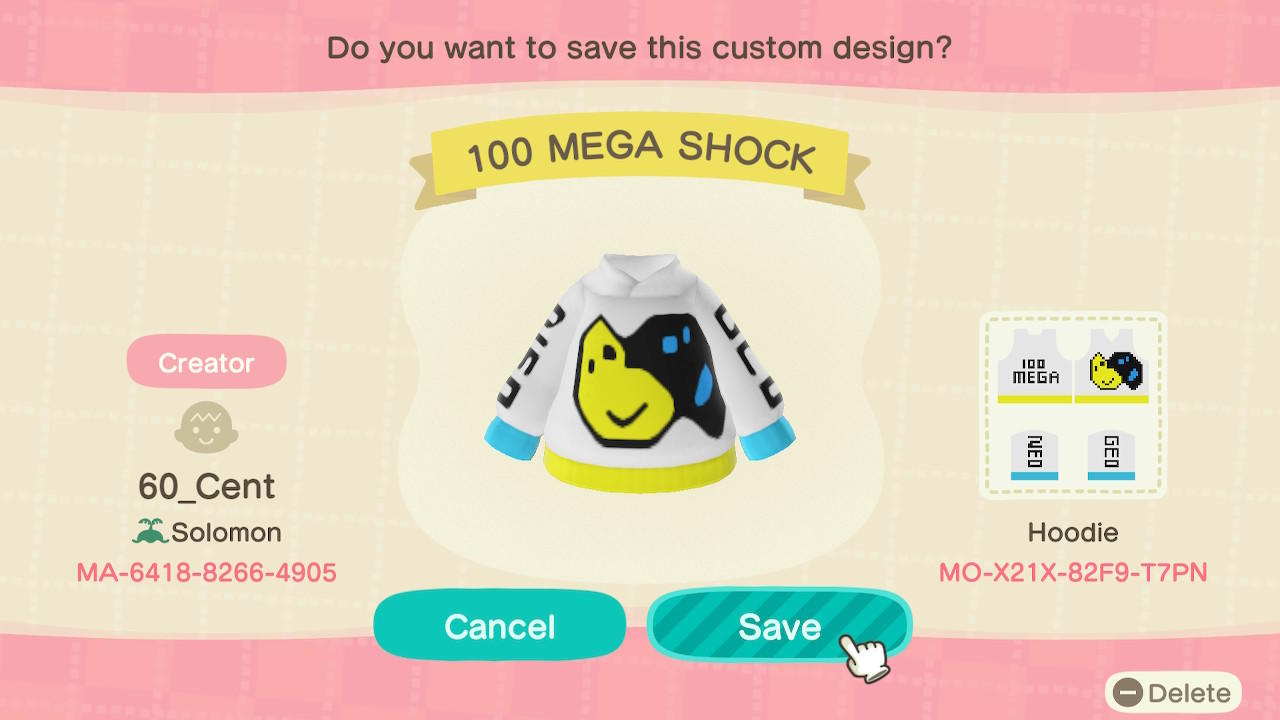 Do you want to save this custom design?
100 MEGA SHOCK
Creator
60_Cent
Solomon
MA-6418-8266-4905
100
MEGA
NEO
GEO
Hoodie
MO-X21X-82F9-T7PN
Cancel
Save
Delete